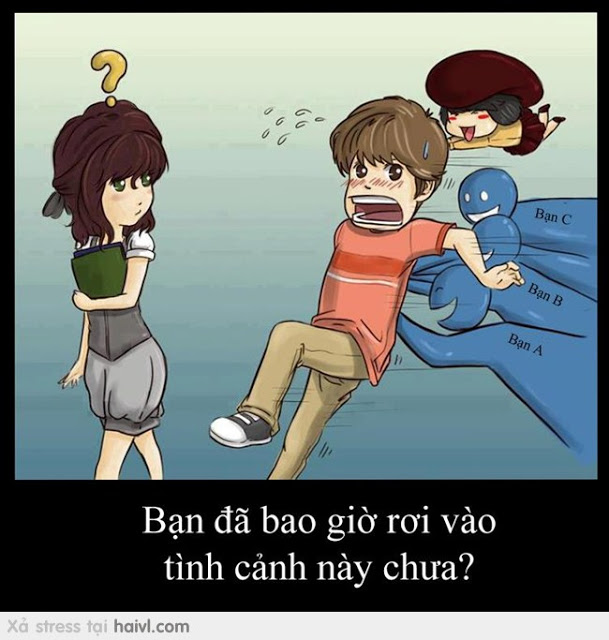 ?
Bạn C
Bạn B
Bạn A
Bạn đã bao giờ rơi vào
tình cảnh này chưa?
Xả stress tại haivl.com